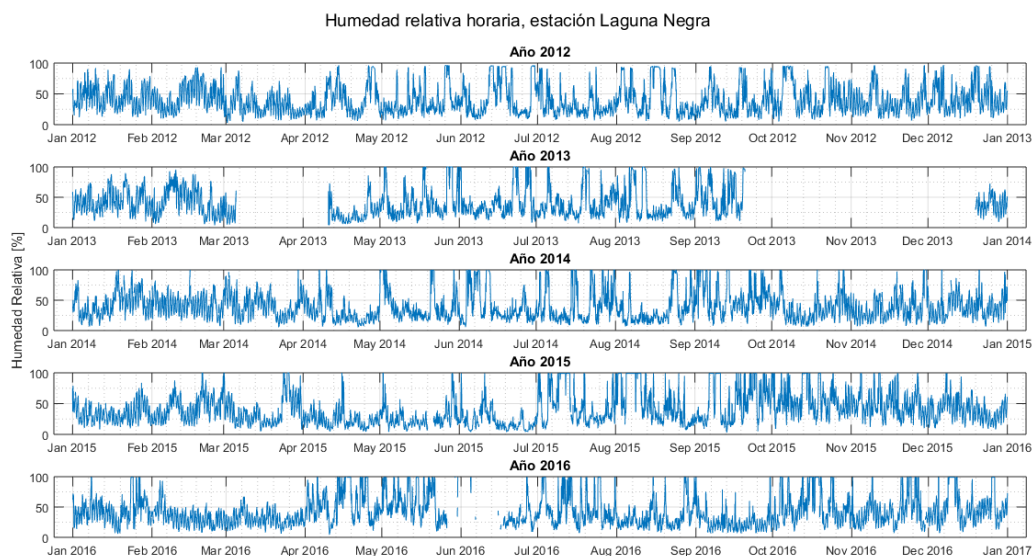 Humedad relativa horaria, estación Laguna Negra
Año 2012
100
50
0
Jan 2012 Feb 2012 Mar 2012 Apr 2012 May 2012 Jun 2012 Jul 2012 Aug 2012 Sep 2012 Oct 2012 Nov 2012 Dec 2012 Jan 2013
Año 2013
100
50
0
Jan 2013 Feb 2013 Mar 2013 Apr 2013 May 2013 Jun 2013 Jul 2013 Aug 2013 Sep 2013 Oct 2013 Nov 2013 Dec 2013 Jan 2014
Año 2014
Humedad Relativa [%]
100
50
0
Jan 2014 Feb 2014 Mar 2014 Apr 2014 May 2014 Jun 2014 Jul 2014 Aug 2014 Sep 2014 Oct 2014 Nov 2014 Dec 2014 Jan 2015
Año 2015
100
50
0
Jan 2015 Feb 2015 Mar 2015 Apr 2015 May 2015 Jun 2015 Jul 2015 Aug 2015 Sep 2015 Oct 2015 Nov 2015 Dec 2015 Jan 2016
Año 2016
100
50
0
Jan 2016 Feb 2016 Mar 2016 Apr 2016 May 2016 Jun 2016 Jul 2016 Aug 2016 Sep 2016 Oct 2016 Nov 2016 Dec 2016 Jan 2017